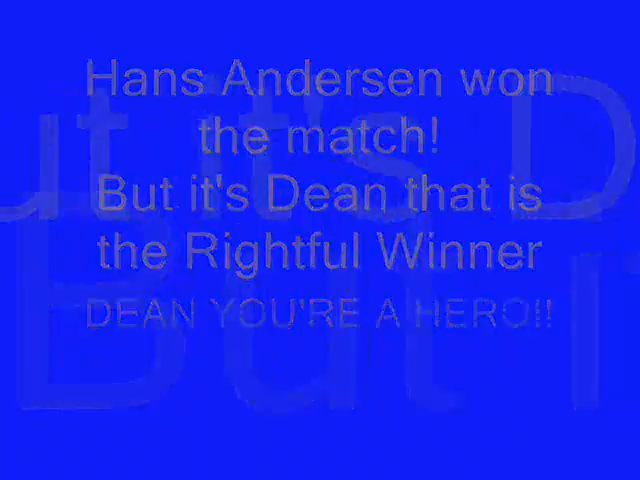 Hans Andersen won
the match!
But it's Dean that is
the Rightful Winner
DEAN YOU'RE A HERO!!